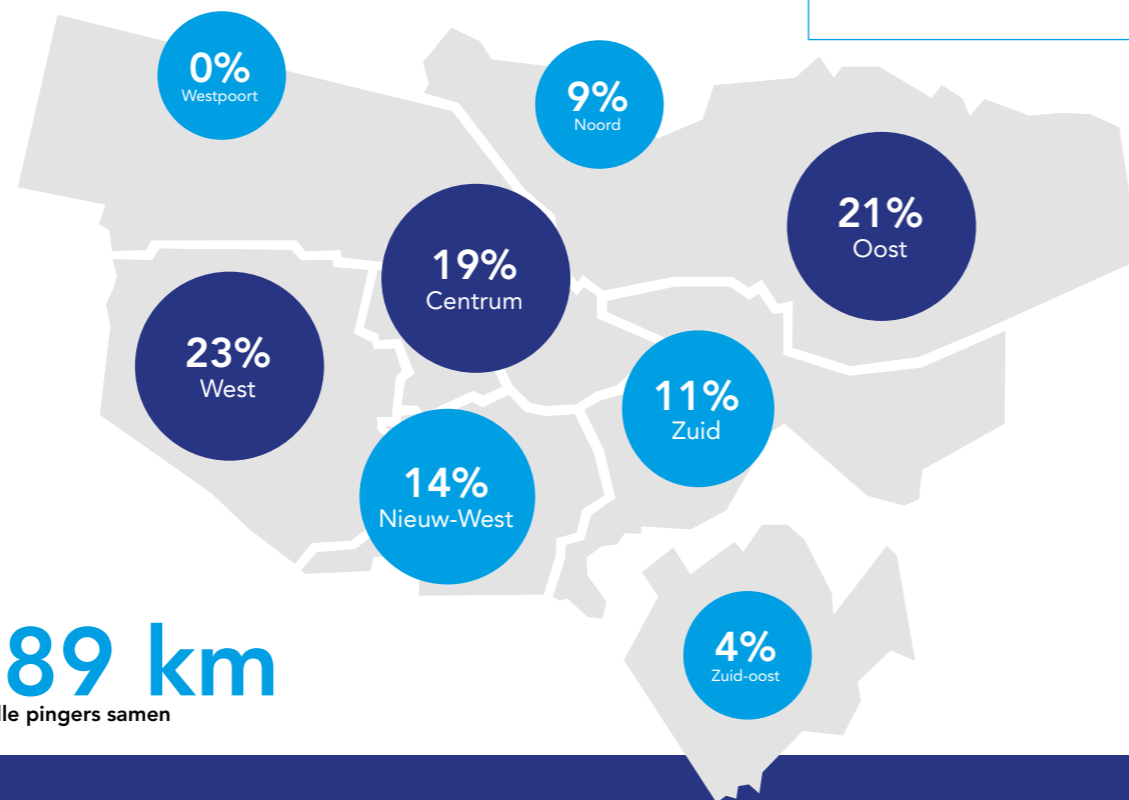 0%
Westpoort
9%
Noord
21%
Oost
19%
Centrum
23%
West
11%
Zuid
14%
Nieuw-West
4%
Zuid-oost
89 km
pingers samen